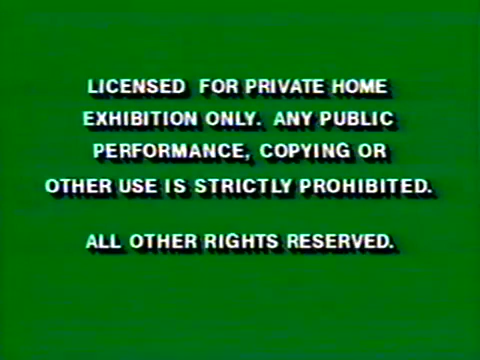 LICENSED FOR PRIVATE HOME
EXHIBITION ONLY. ANY PUBLIC
PERFORMANCE, COPYING OR
OTHER USE IS STRICTLY PROHIBITED.
ALL OTHER RIGHTS RESERVED.